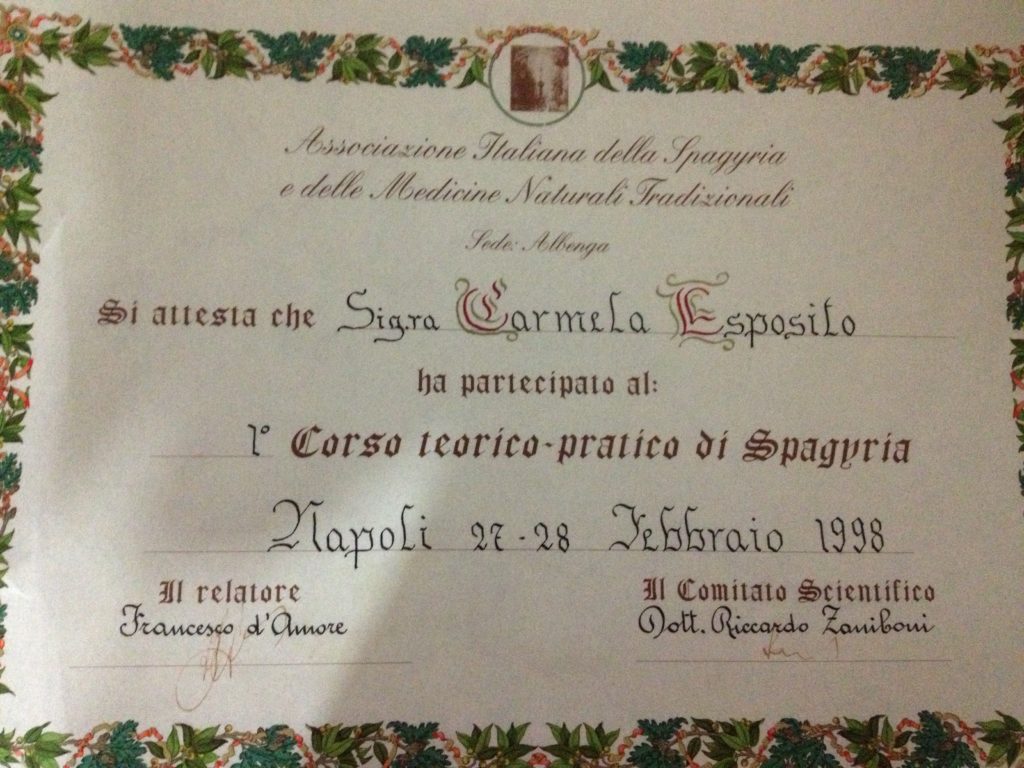 Associazione Italiana della Spagyria
e delle Medicine Naturali Tradizionali
Sede: Albenga
Si attesta che Sig.ra Carmela Esposito
ha partecipato al:
1° Corso teorico-pratico di Spagyria
Napoli 27-28 Febbraio 1998
Il relatore
Francesco d'Amore
Il Comitato Scientifico
Dott. Riccardo Zaniboni